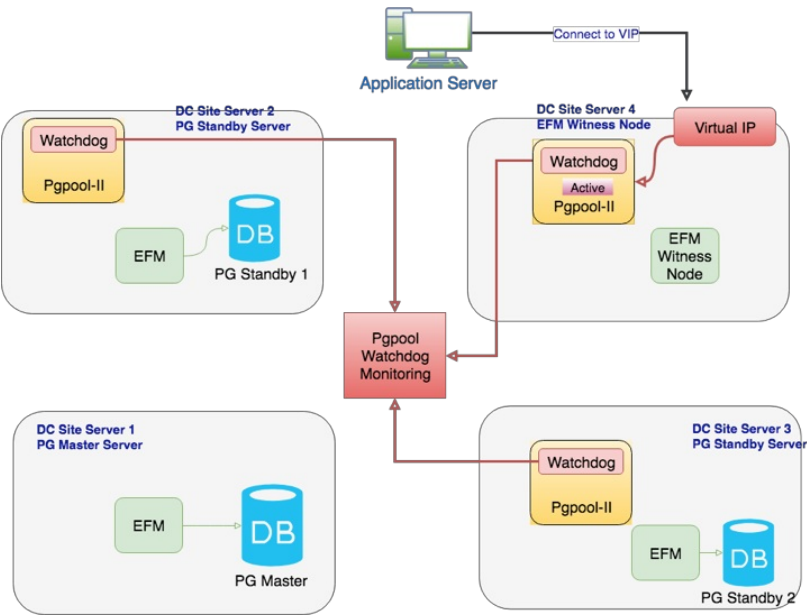 Connect to VIP
Application Server
DC Site Server 2
PG Standby Server
Watchdog
Pgpool-II
EFM
DB
PG Standby 1
DC Site Server 4
EFM Witness Node
Virtual IP
Watchdog
Active
Pgpool-II
EFM
Witness
Node
Pgpool
Watchdog
Monitoring
DC Site Server 1
PG Master Server
EFM
DB
PG Master
DC Site Server 3
PG Standby Server
Watchdog
Pgpool-II
EFM
DB
PG Standby 2